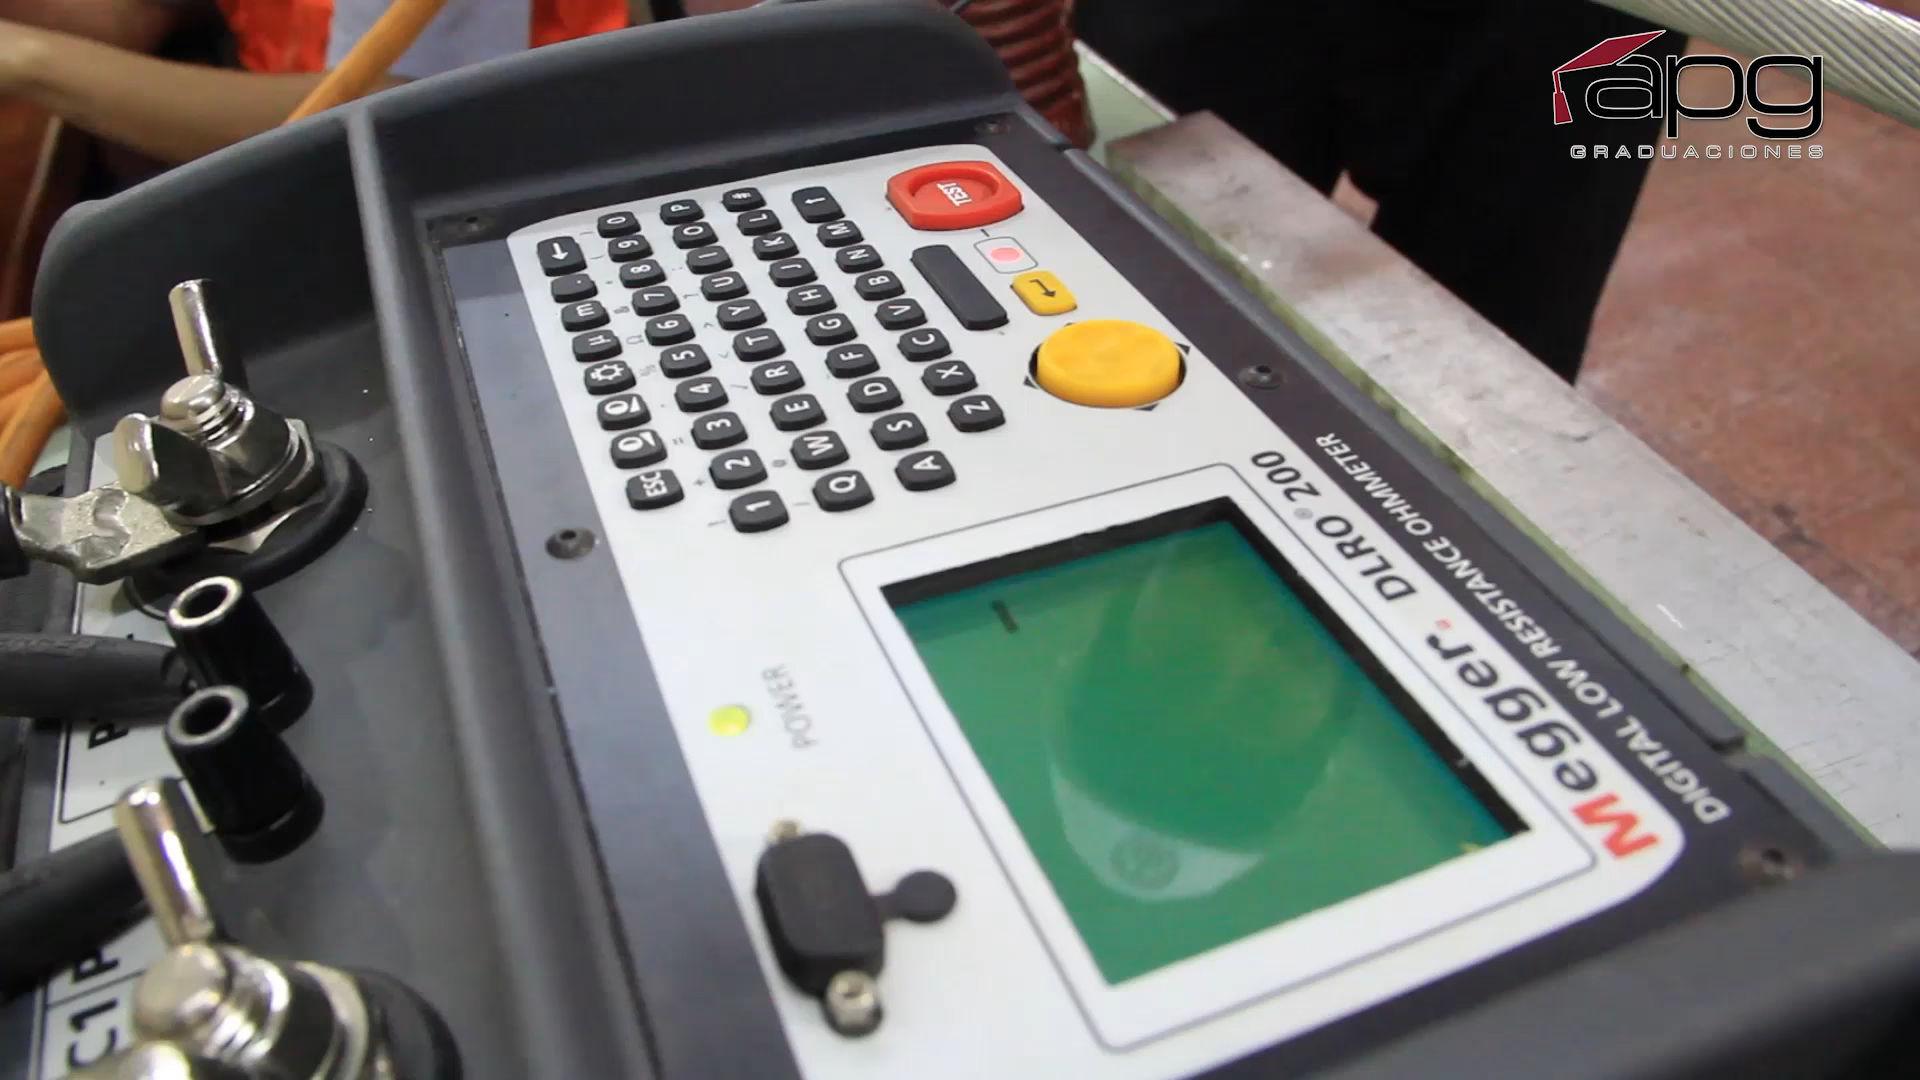 apg
GRADUACIONES
Megger. DLRO® 200
DIGITAL LOW RESISTANCE OHMMETER
POWER
TEST
ESC
1 2 3 4 5 6 7 8 9 0
Q W E R T Y U I O P
A S D F G H J K L *
Z X C V B N M
µ m .
C1 P